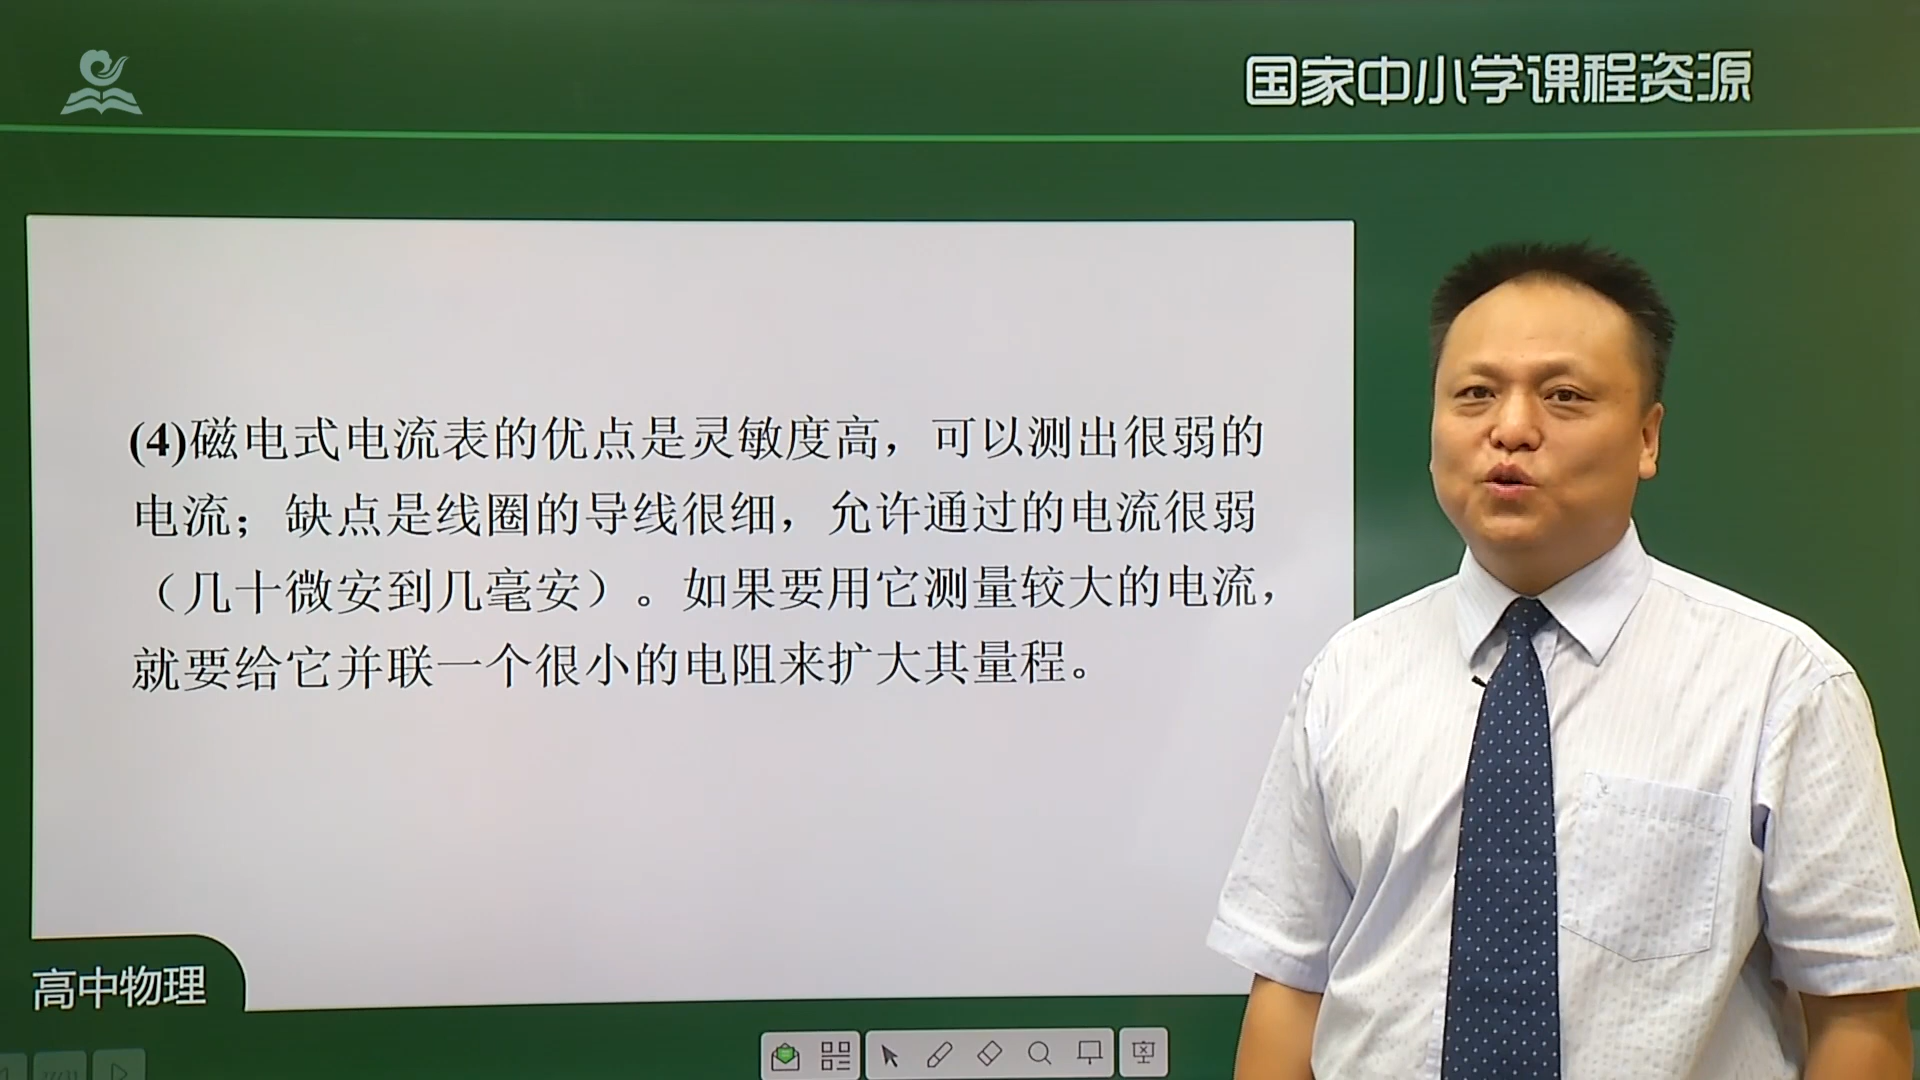 国家中小学课程资源
(4)磁电式电流表的优点是灵敏度高，可以测出很弱的
电流；缺点是线圈的导线很细，允许通过的电流很弱
（几十微安到几毫安）。如果要用它测量较大的电流，
就要给它并联一个很小的电阻来扩大其量程。
高中物理